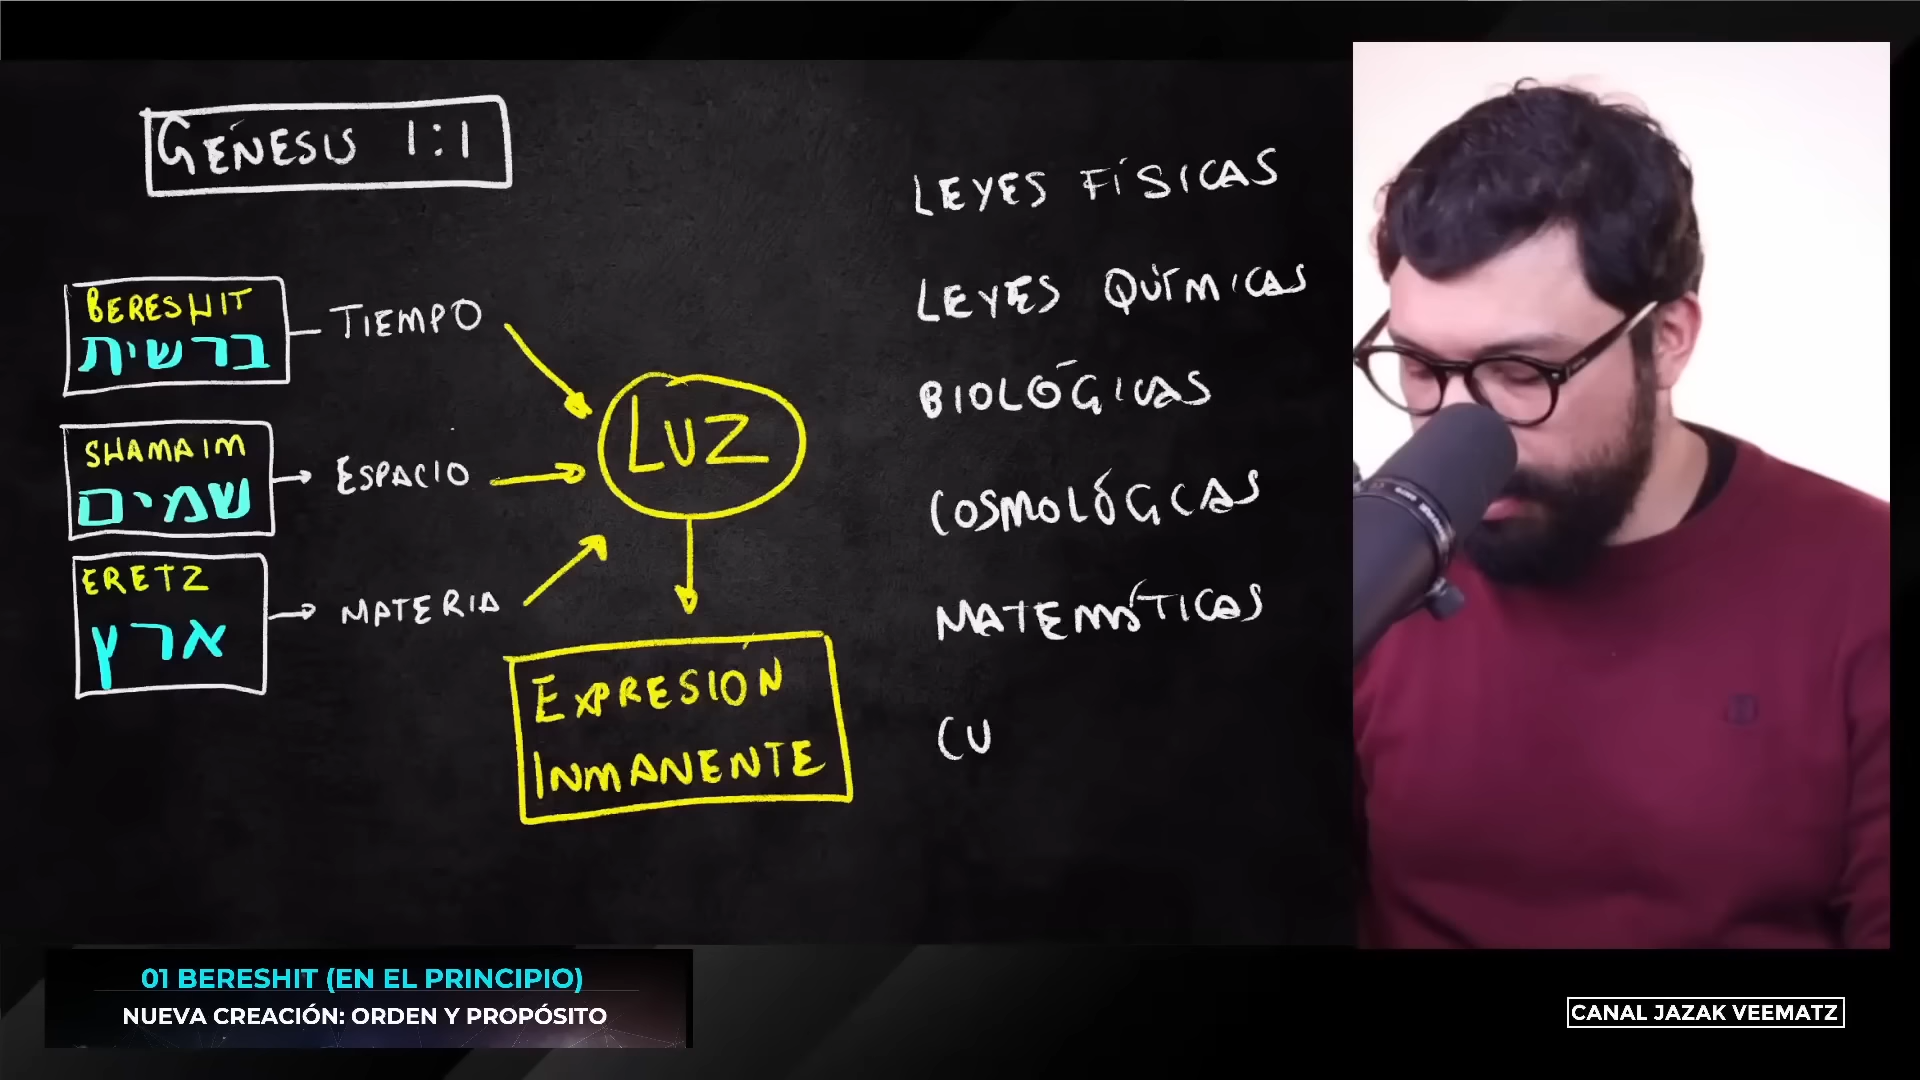 GÉNESIS 1:1
BERESHIT
ברשית
TIEMPO
SHAMAIM
שמים
ESPACIO
ERETZ
ארץ
MATERIA
LUZ
EXPRESIÓN
INMANENTE
LEYES FÍSICAS
LEYES QUÍMICAS
BIOLÓGICAS
COSMOLÓGICAS
MATEMÁTICAS
CU
01 BERESHIT (EN EL PRINCIPIO)
NUEVA CREACIÓN: ORDEN Y PROPÓSITO
CANAL JAZAK VEEMATZ